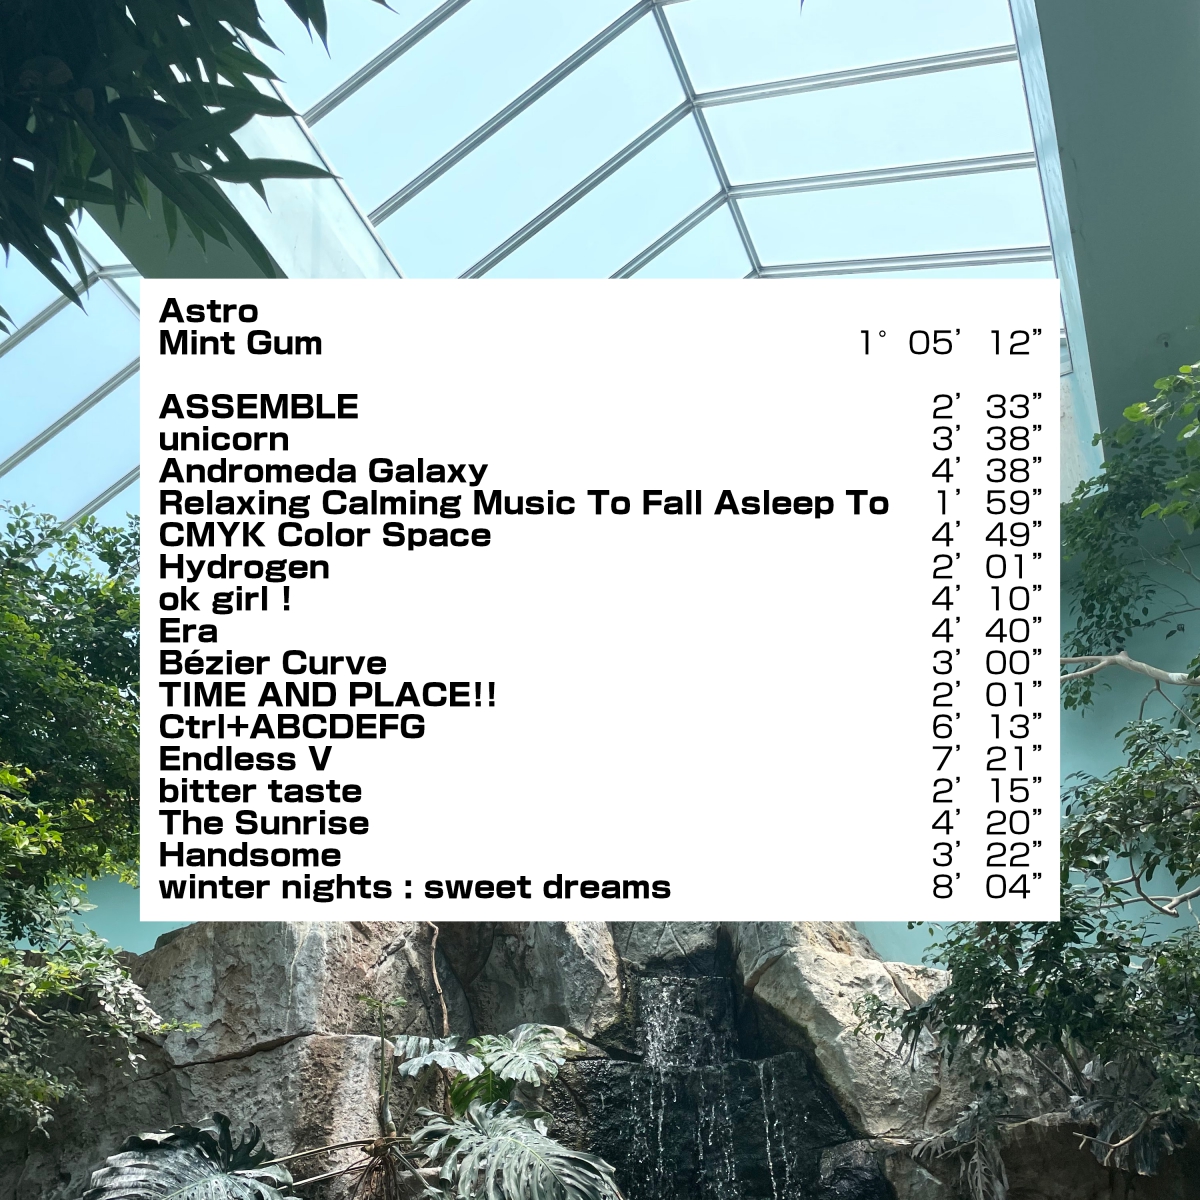 Astro
Mint Gum 1° 05’ 12”
ASSEMBLE 2’ 33”
unicorn 3’ 38”
Andromeda Galaxy 4’ 38”
Relaxing Calming Music To Fall Asleep To 1’ 59”
CMYK Color Space 4’ 49”
Hydrogen 2’ 01”
ok girl ! 4’ 10”
Era 4’ 40”
Bézier Curve 3’ 00”
TIME AND PLACE!! 2’ 01”
Ctrl+ABCDEFG 6’ 13”
Endless V 7’ 21”
bitter taste 2’ 15”
The Sunrise 4’ 20”
Handsome 3’ 22”
winter nights : sweet dreams 8’ 04”